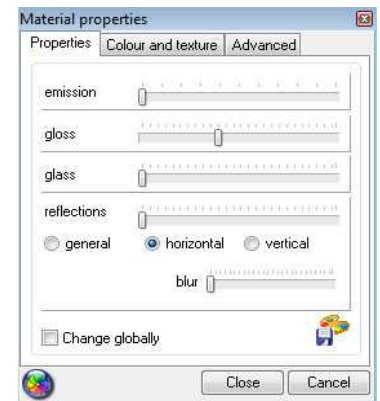 Material properties
Properties Colour and texture Advanced
emission
gloss
glass
reflections
general horizontal vertical
blur
Change globally
Close Cancel